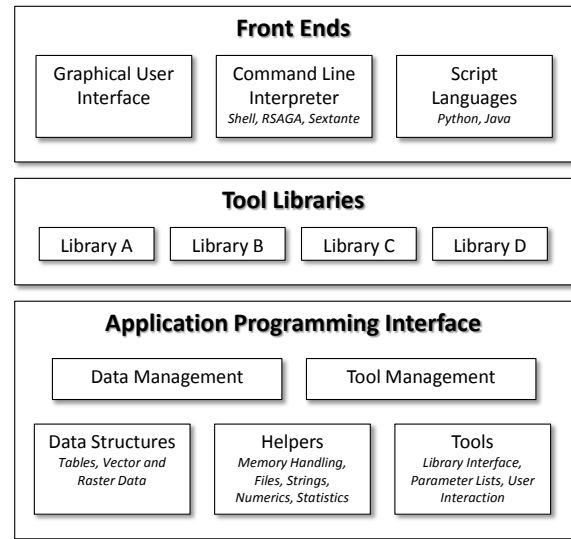 Front Ends
Graphical User
Interface
Command Line
Interpreter
Shell, RSAGA, Sextante
Script
Languages
Python, Java
Tool Libraries
Library A
Library B
Library C
Library D
Application Programming Interface
Data Management
Tool Management
Data Structures
Tables, Vector and
Raster Data
Helpers
Memory Handling,
Files, Strings,
Numerics, Statistics
Tools
Library Interface,
Parameter Lists, User
Interaction